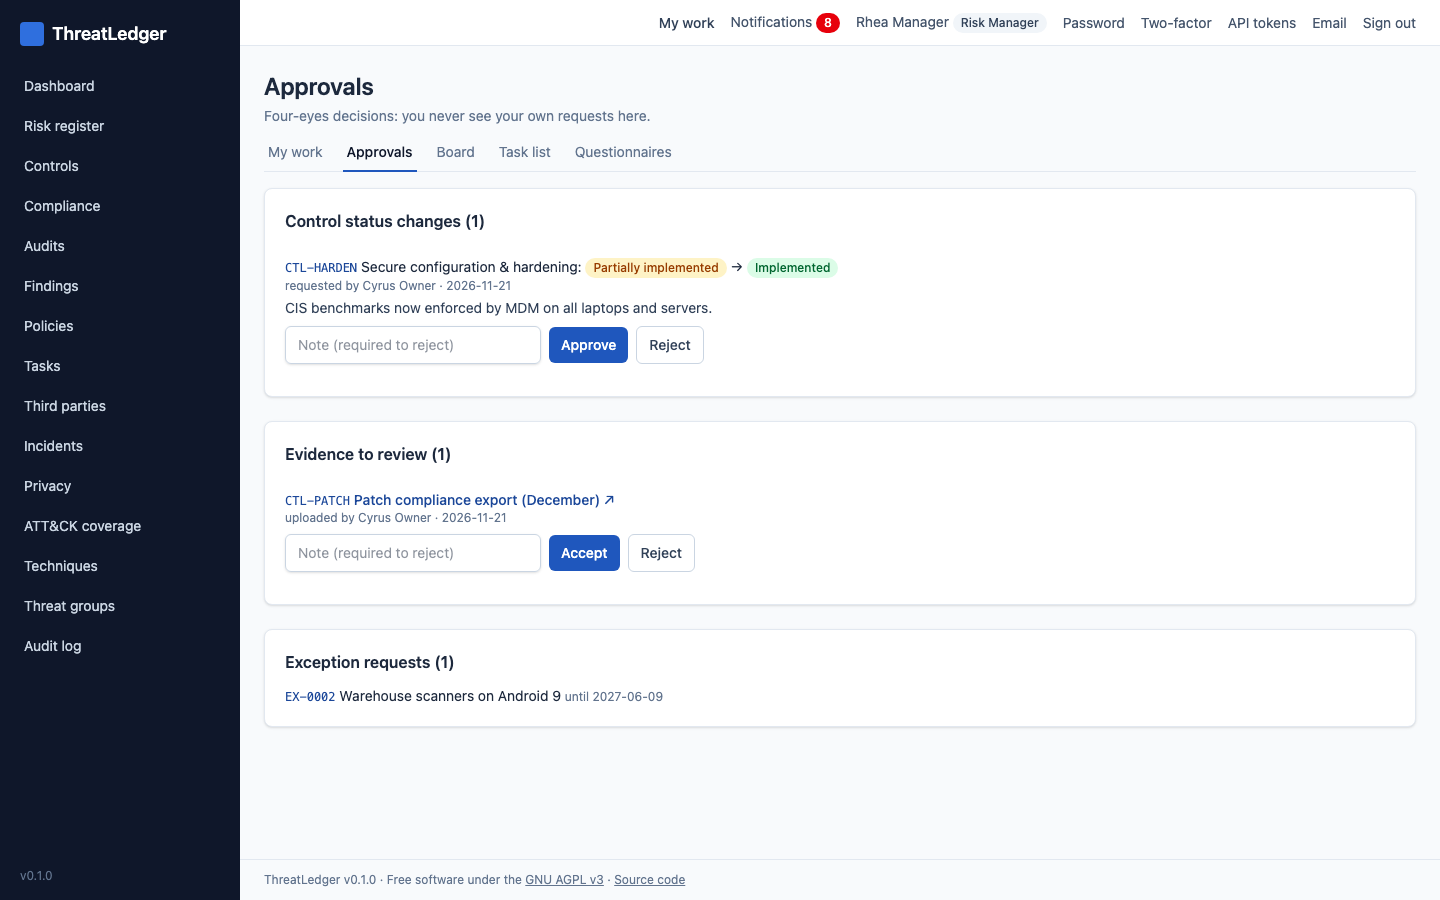 ThreatLedger
Dashboard
Risk register
Controls
Compliance
Audits
Findings
Policies
Tasks
Third parties
Incidents
Privacy
ATT&CK coverage
Techniques
Threat groups
Audit log
v0.1.0
My work Notifications 8 Rhea Manager Risk Manager Password Two-factor API tokens Email Sign out
Approvals
Four-eyes decisions: you never see your own requests here.
My work Approvals Board Task list Questionnaires
Control status changes (1)
CTL-HARDEN Secure configuration & hardening: Partially implemented → Implemented
requested by Cyrus Owner · 2026-11-21
CIS benchmarks now enforced by MDM on all laptops and servers.
Note (required to reject) Approve Reject
Evidence to review (1)
CTL-PATCH Patch compliance export (December) ↗
uploaded by Cyrus Owner · 2026-11-21
Note (required to reject) Accept Reject
Exception requests (1)
EX-0002 Warehouse scanners on Android 9 until 2027-06-09
ThreatLedger v0.1.0 · Free software under the GNU AGPL v3 · Source code